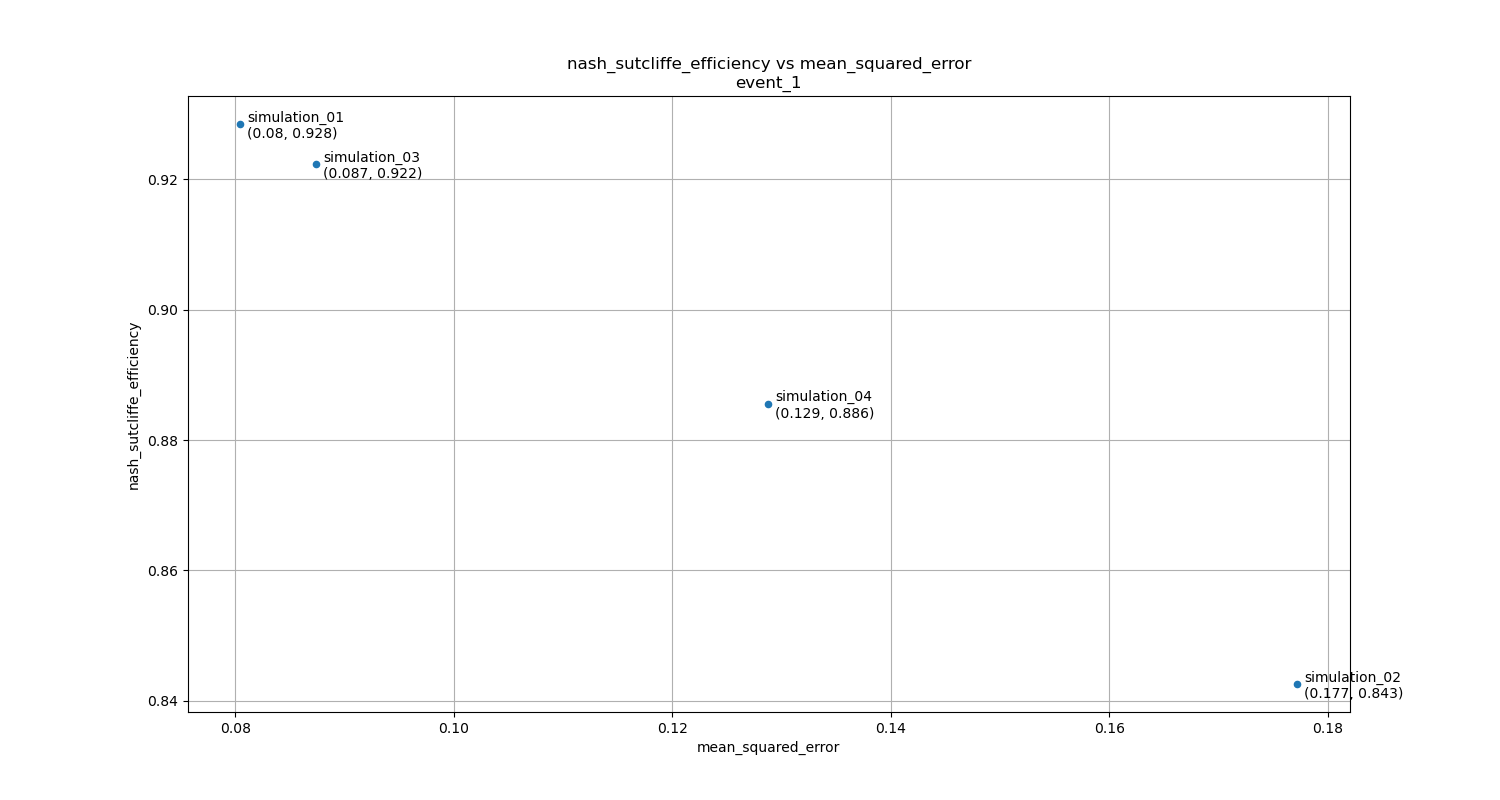 nash_sutcliffe_efficiency vs mean_squared_error
event_1
simulation_01
(0.08, 0.928)
simulation_03
(0.087, 0.922)
0.92
0.90
simulation_04
(0.129, 0.886)
0.88
0.86
simulation_02
(0.177, 0.843)
0.84
nash_sutcliffe_efficiency
0.08
0.10
0.12
0.14
0.16
0.18
mean_squared_error